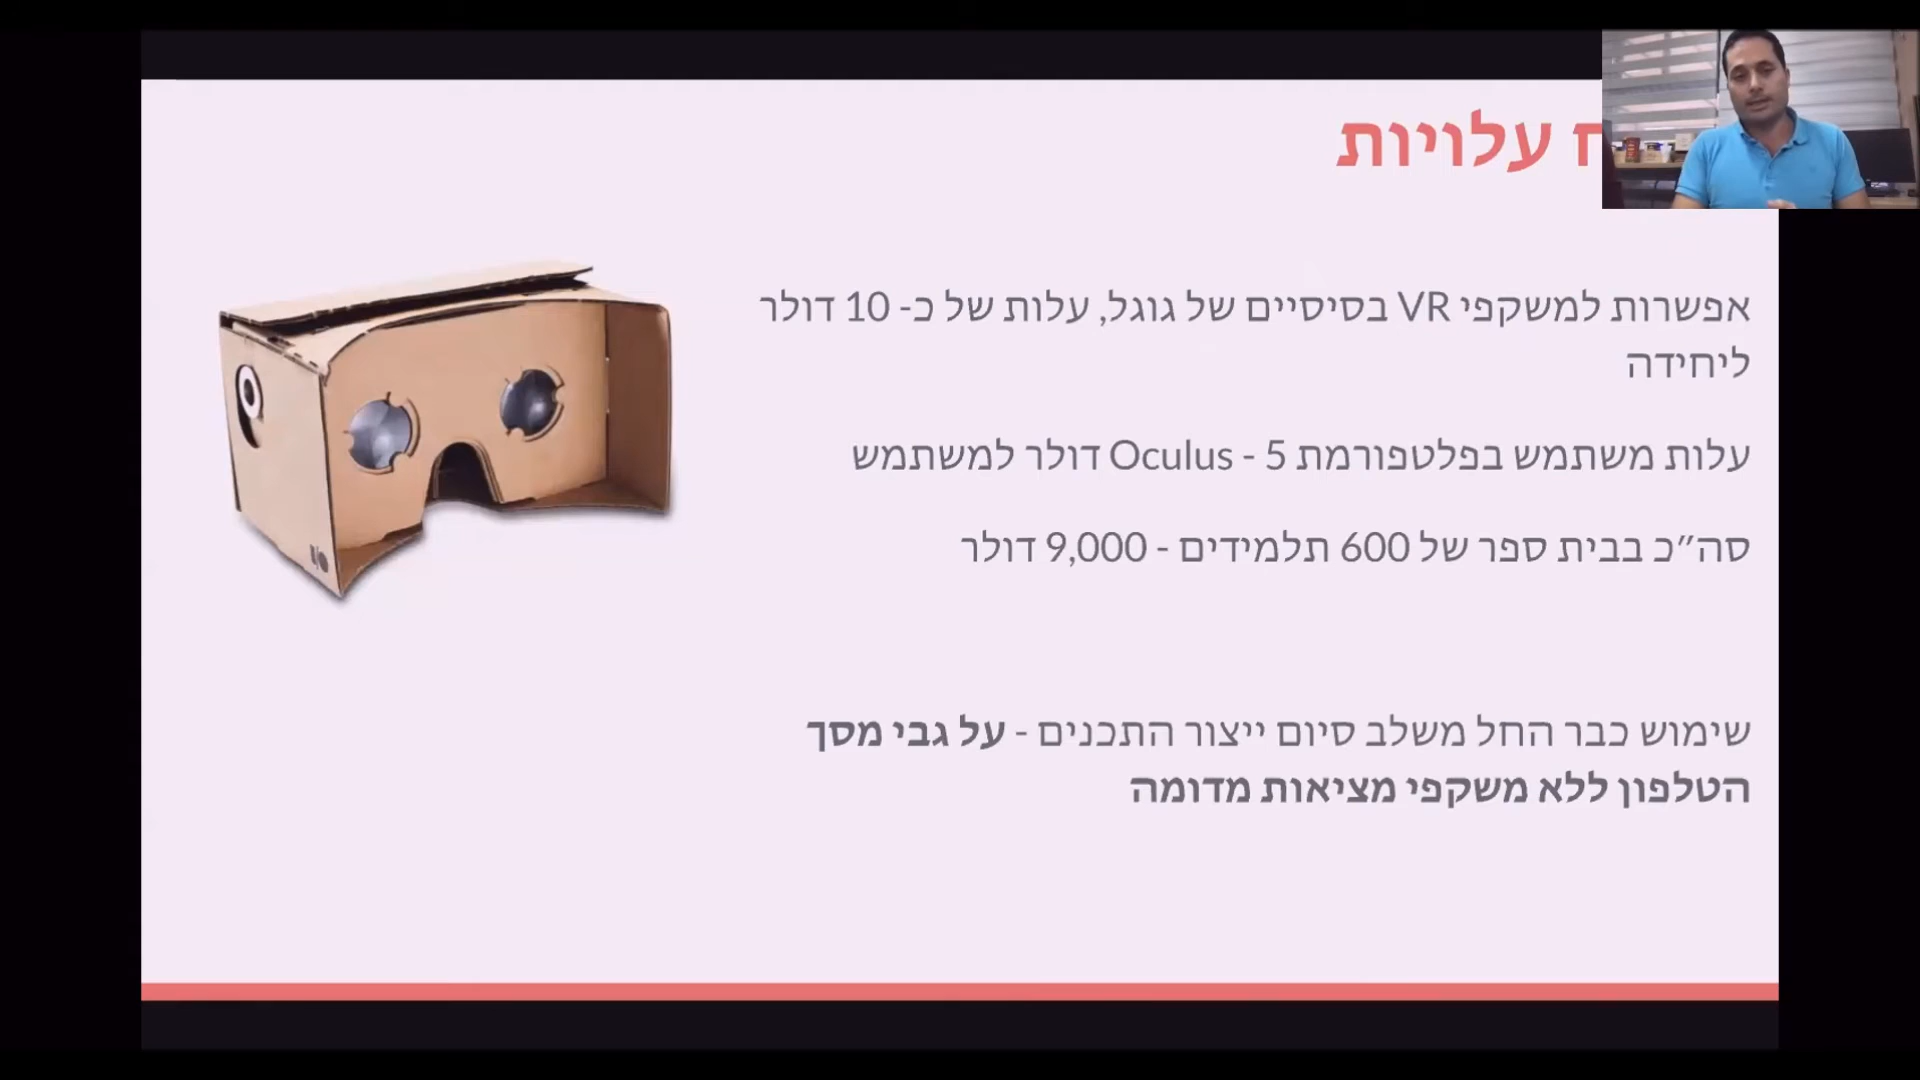 עלויות
אפשרות למשקפי VR בסיסיים של גוגל, עלות של כ- 10 דולר
ליחידה
עלות משתמש בפלטפורמת Oculus - 5 דולר למשתמש
סה״כ בבית ספר של 600 תלמידים - 9,000 דולר
שימוש כבר החל משלב סיום ייצור התכנים - על גבי מסך
הטלפון ללא משקפי מציאות מדומה